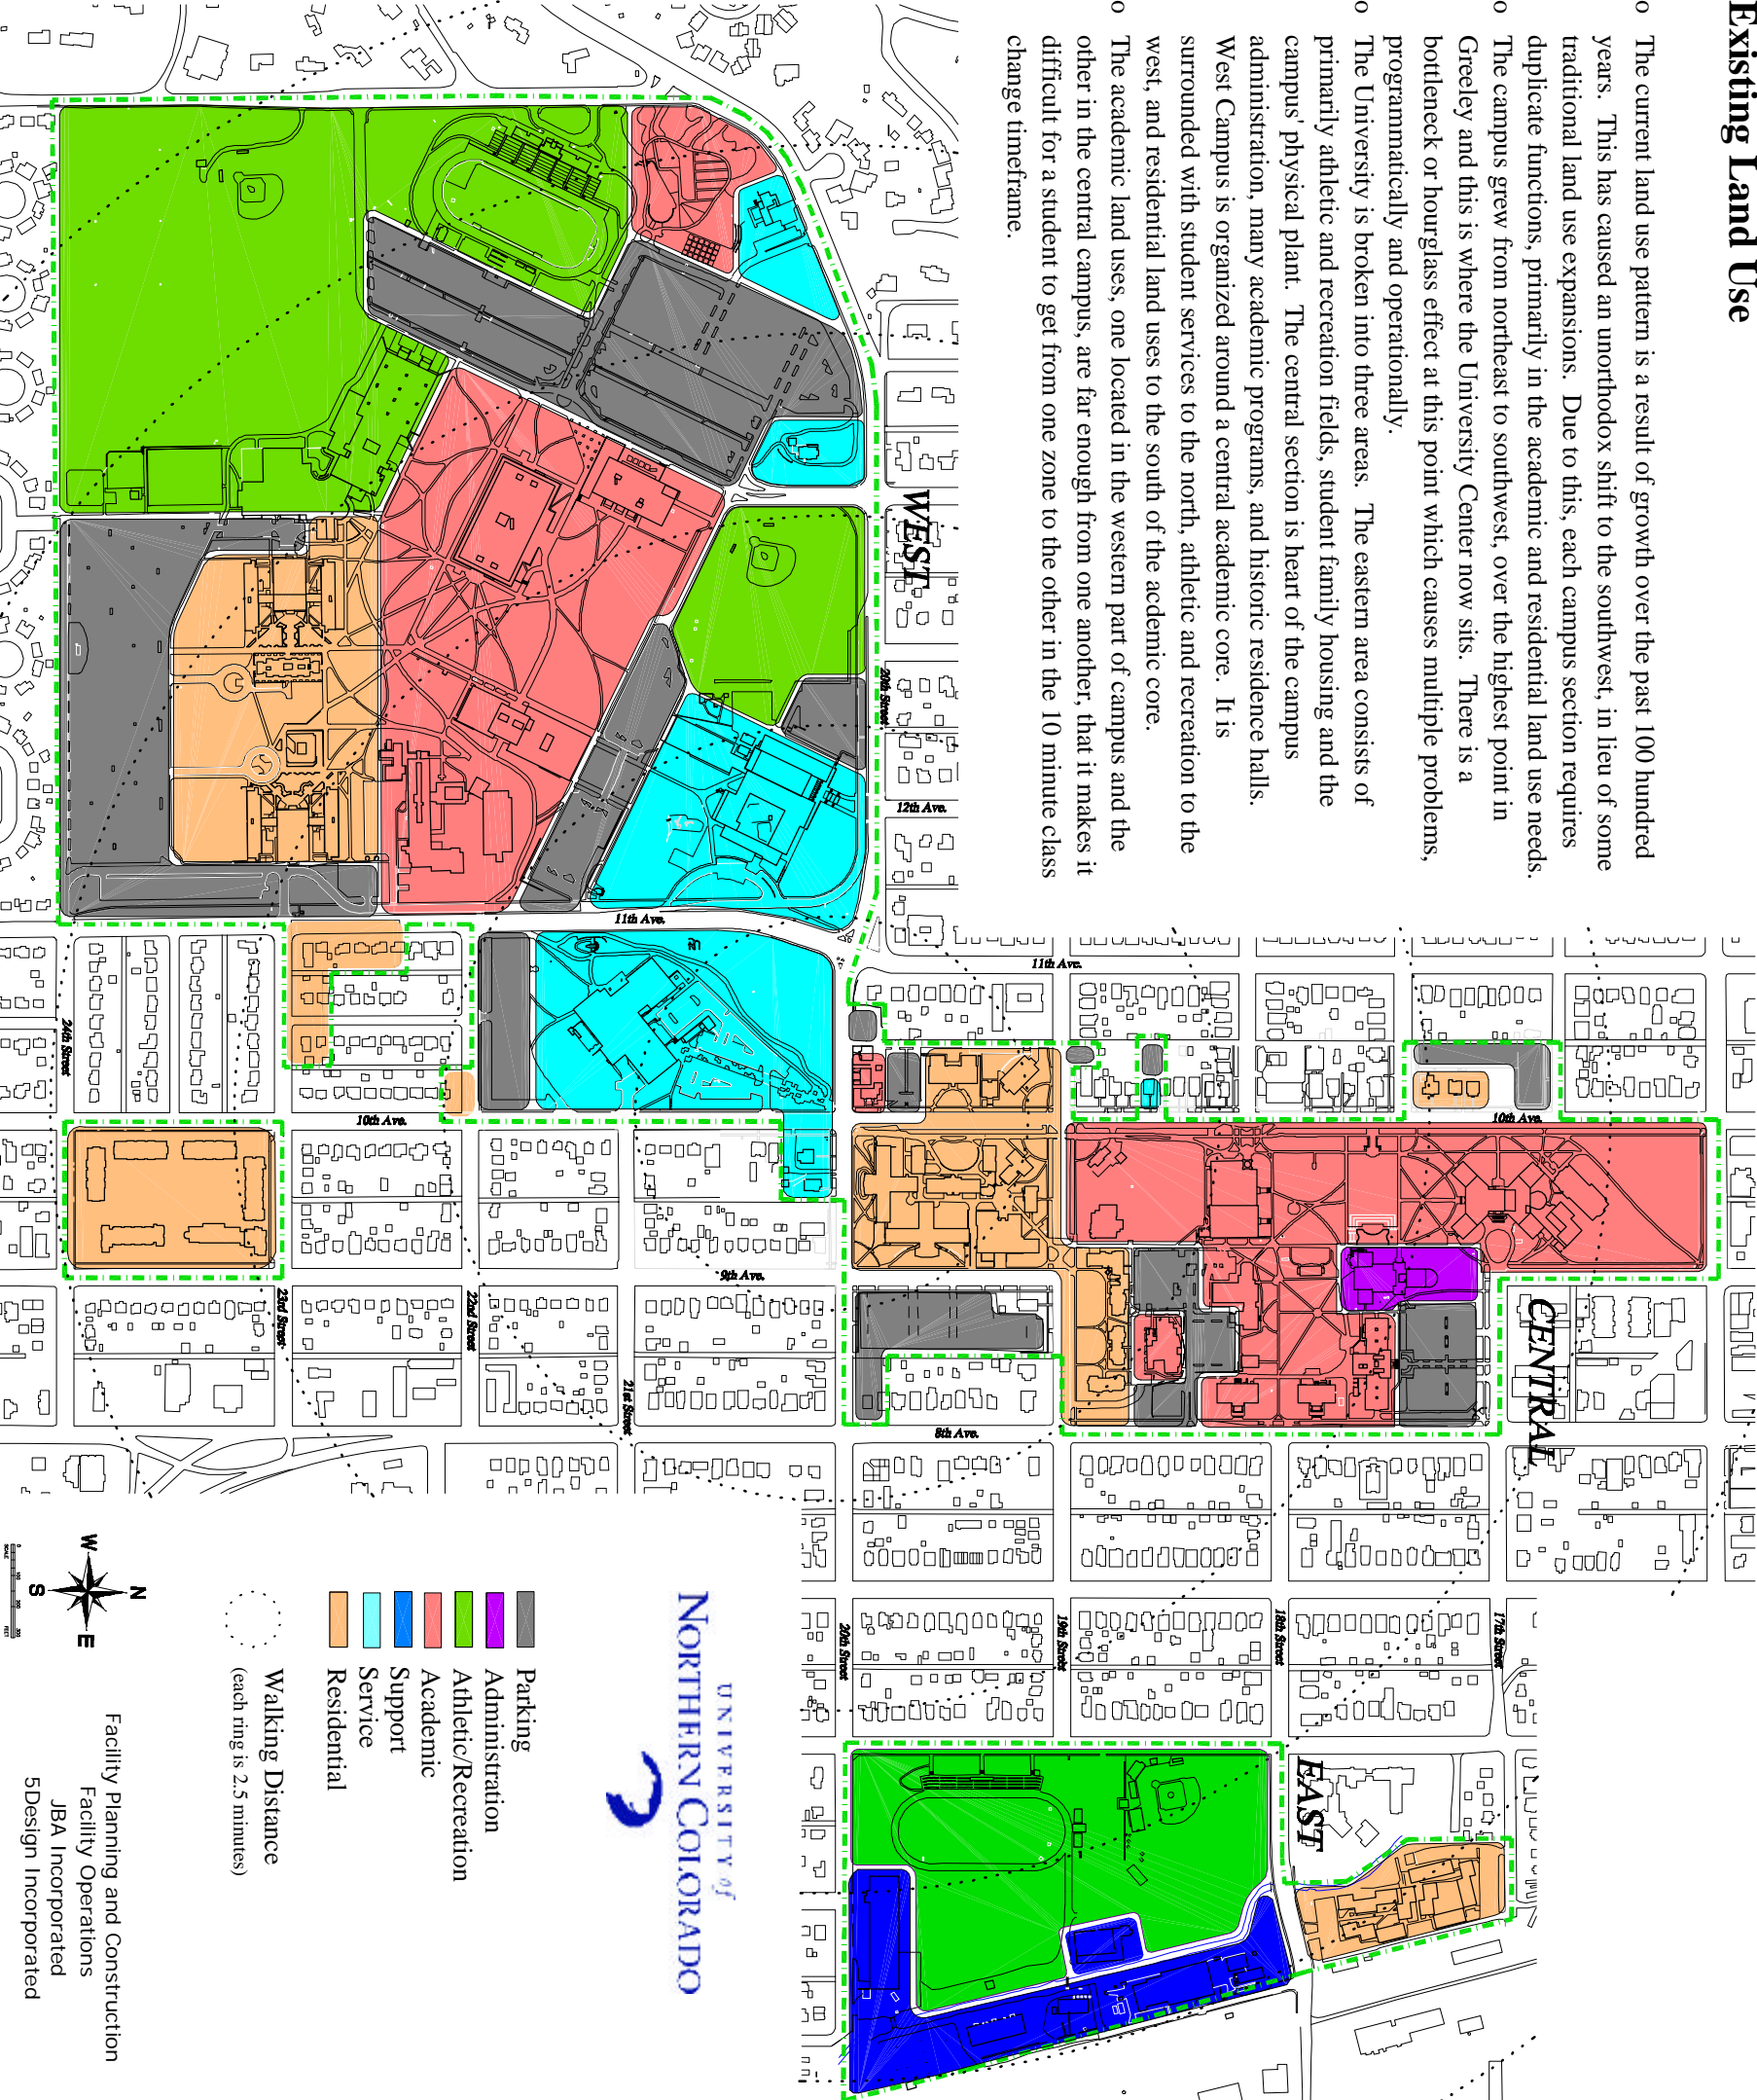 Existing Land Use
o The current land use pattern is a result of growth over the past 100 hundred
years. This has caused an unorthodox shift to the southwest, in lieu of some
traditional land use expansions. Due to this, each campus section requires
duplicate functions, primarily in the academic and residential land use needs.
o The campus grew from northeast to southwest, over the highest point in
Greeley and this is where the University Center now sits. There is a
bottleneck or hourglass effect at this point which causes multiple problems,
programmatically and operationally.
o The University is broken into three areas. The eastern area consists of
primarily athletic and recreation fields, student family housing and the
campus' physical plant. The central section is heart of the campus
administration, many academic programs, and historic residence halls.
West Campus is organized around a central academic core. It is
surrounded with student services to the north, athletic and recreation to the
west, and residential land uses to the south of the acdemic core.
o The academic land uses, one located in the western part of campus and the
other in the central campus, are far enough from one another, that it makes it
difficult for a student to get from one zone to the other in the 10 minute class
change timeframe.
WEST
20th Street
12th Ave.
11th Ave.
11th Ave.
10th Ave.
10th Ave.
9th Ave.
8th Ave.
24th Street
23rd Street
22nd Street
21st Street
CENTRAL
20th Street
19th Street
18th Street
17th Street
EAST
UNIVERSITY of
NORTHERN COLORADO
Parking
Administration
Athletic/Recreation
Academic
Support
Service
Residential
Walking Distance
(each ring is 2.5 minutes)
N
W
E
S
SCALE
FEET
Facility Planning and Construction
Facility Operations
JBA Incorporated
5Design Incorporated